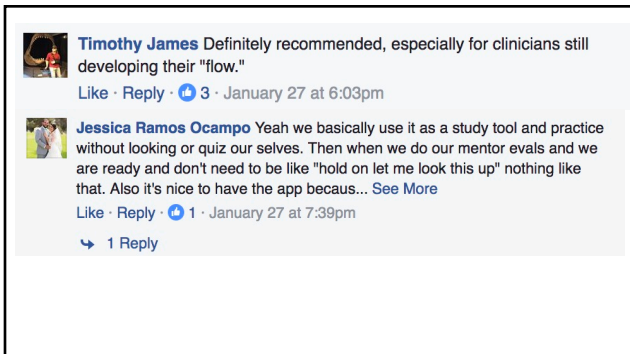 Timothy James Definitely recommended, especially for clinicians still
developing their "flow."
Like · Reply · 3 · January 27 at 6:03pm
Jessica Ramos Ocampo Yeah we basically use it as a study tool and practice
without looking or quiz our selves. Then when we do our mentor evals and we
are ready and don't need to be like "hold on let me look this up" nothing like
that. Also it's nice to have the app becaus... See More
Like · Reply · 1 · January 27 at 7:39pm
1 Reply